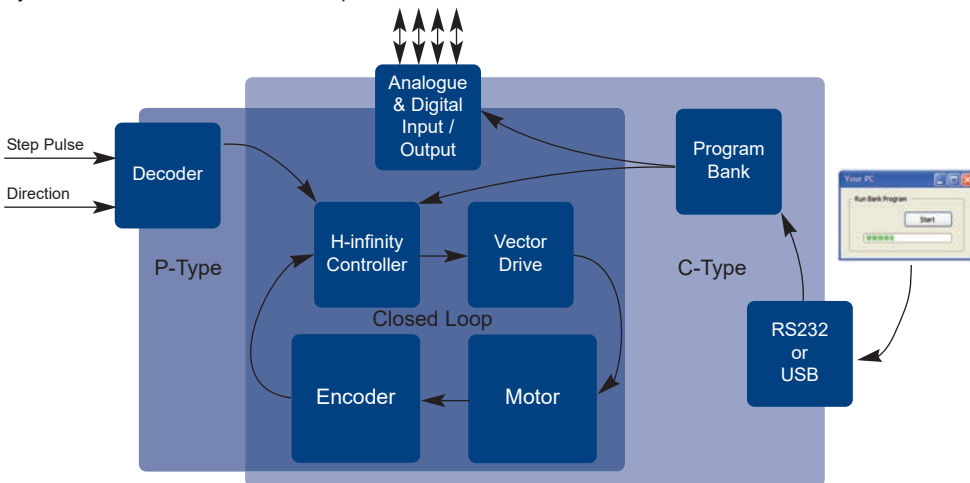 Analogue
& Digital
Input /
Output
Step Pulse
Direction
Decoder
Program
Bank
Your PC
Run Bank Program
Start
P-Type
H-infinity
Controller
Vector
Drive
C-Type
Closed Loop
RS232
or
USB
Encoder
Motor